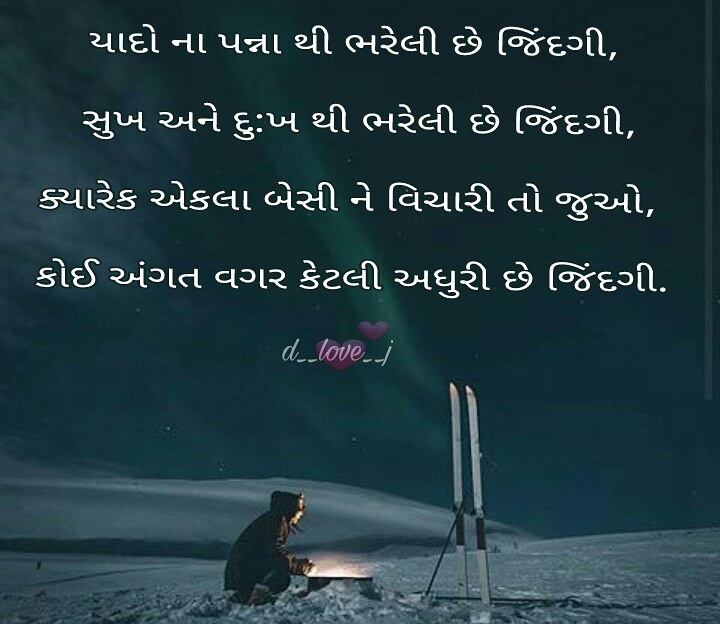 યાદો ના પન્ના થી ભરેલી છે જિંદગી,
સુખ અને દુ:ખ થી ભરેલી છે જિંદગી,
ક્યારેક એકલા બેસી ને વિચારી તો જુઓ,
કોઈ અંગત વગર કેટલી અધુરી છે જિંદગી.
d__love__j